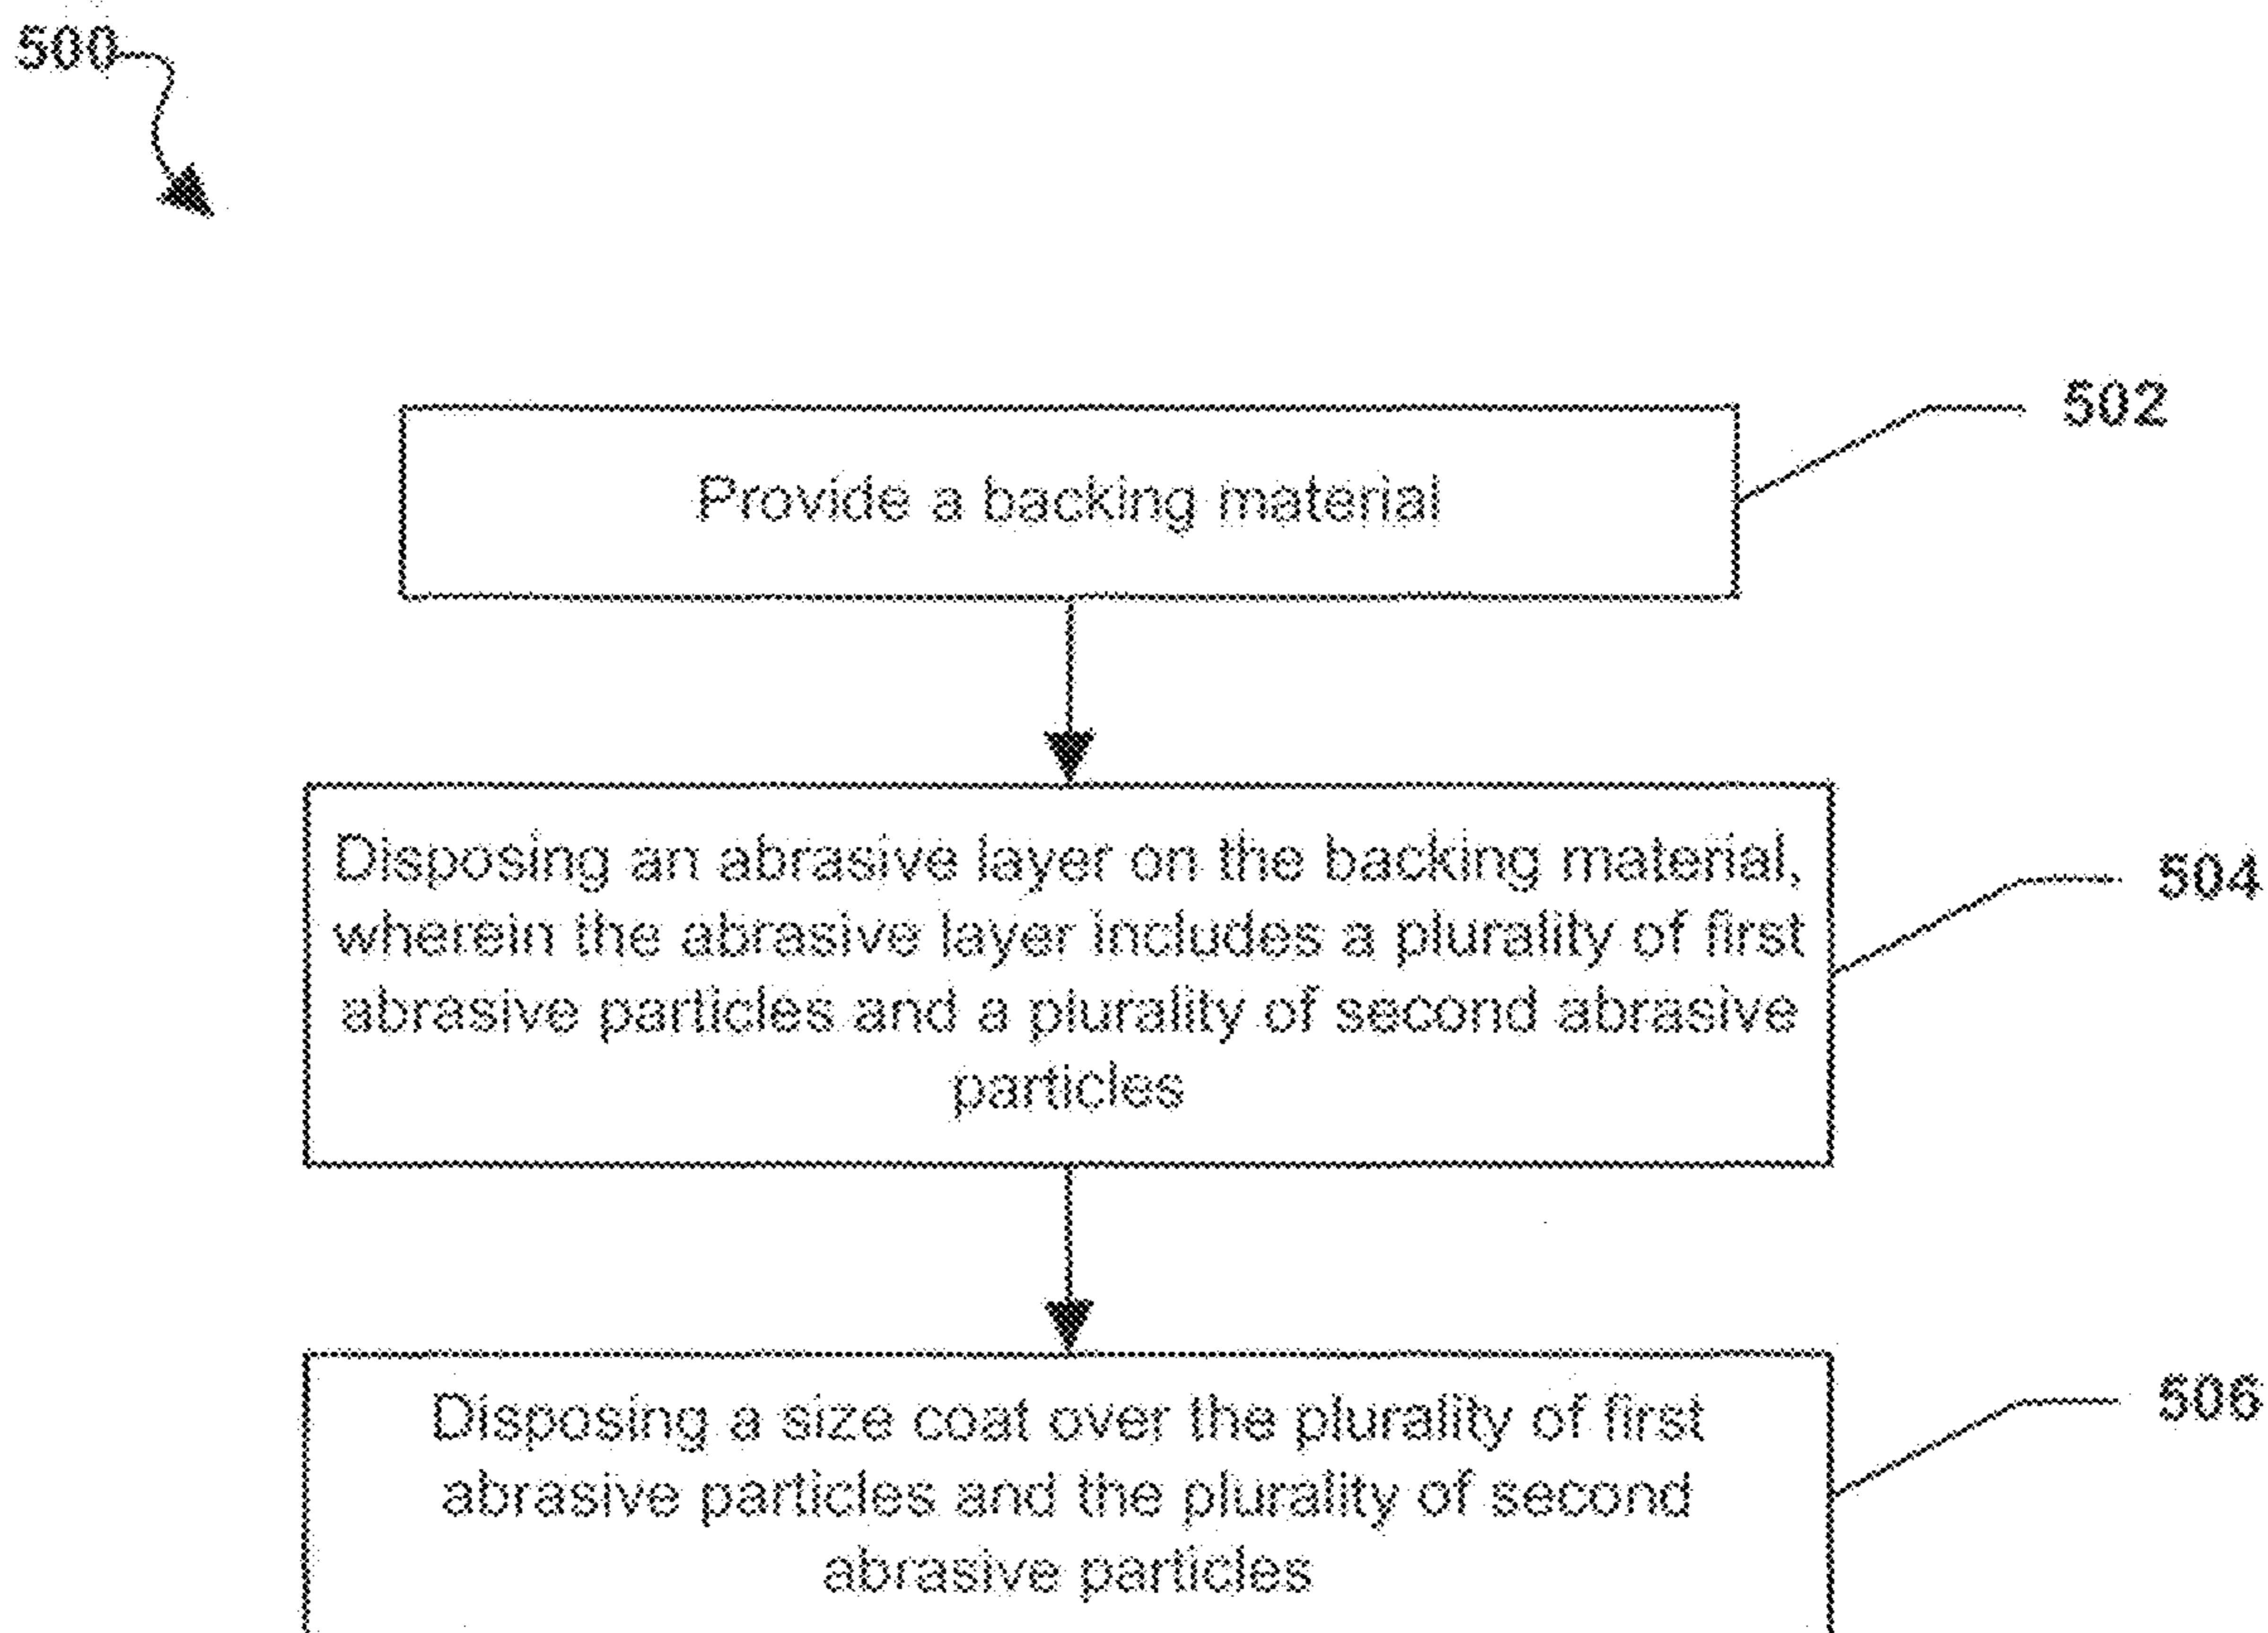 500
502
Provide a backing material
Disposing an abrasive layer on the backing material,
504
wherein the abrasive layer includes a plurality of first
abrasive particles and a plurality of second abrasive
particles
506
Disposing a size coat over the plurality of first
abrasive particles and the plurality of second
abrasive particles